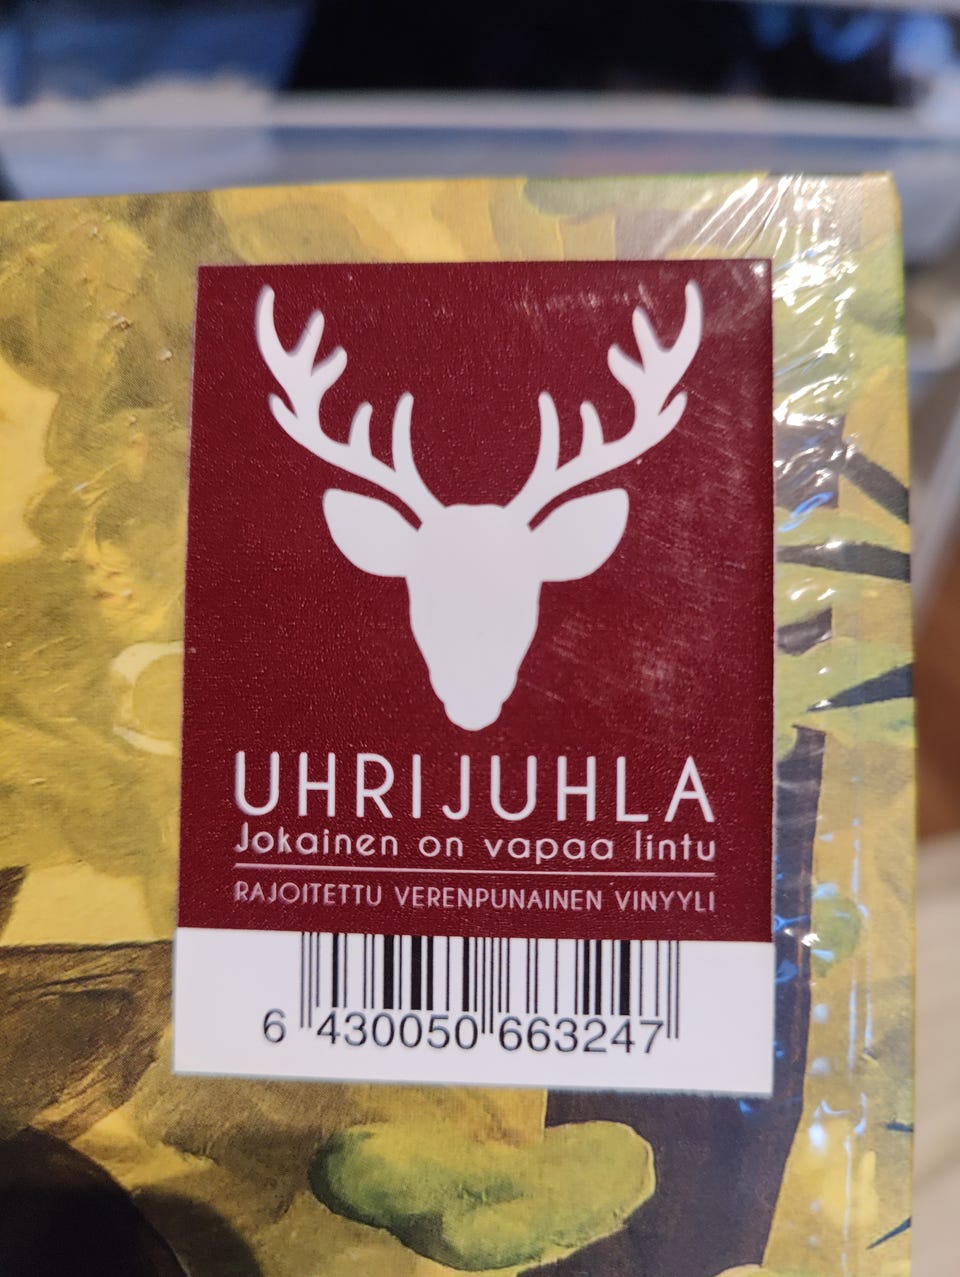 UHRIJUHLA
Jokainen on vapaa lintu
RAJOITETTU VERENPUNAINEN VINYYLI
6 430050 663247